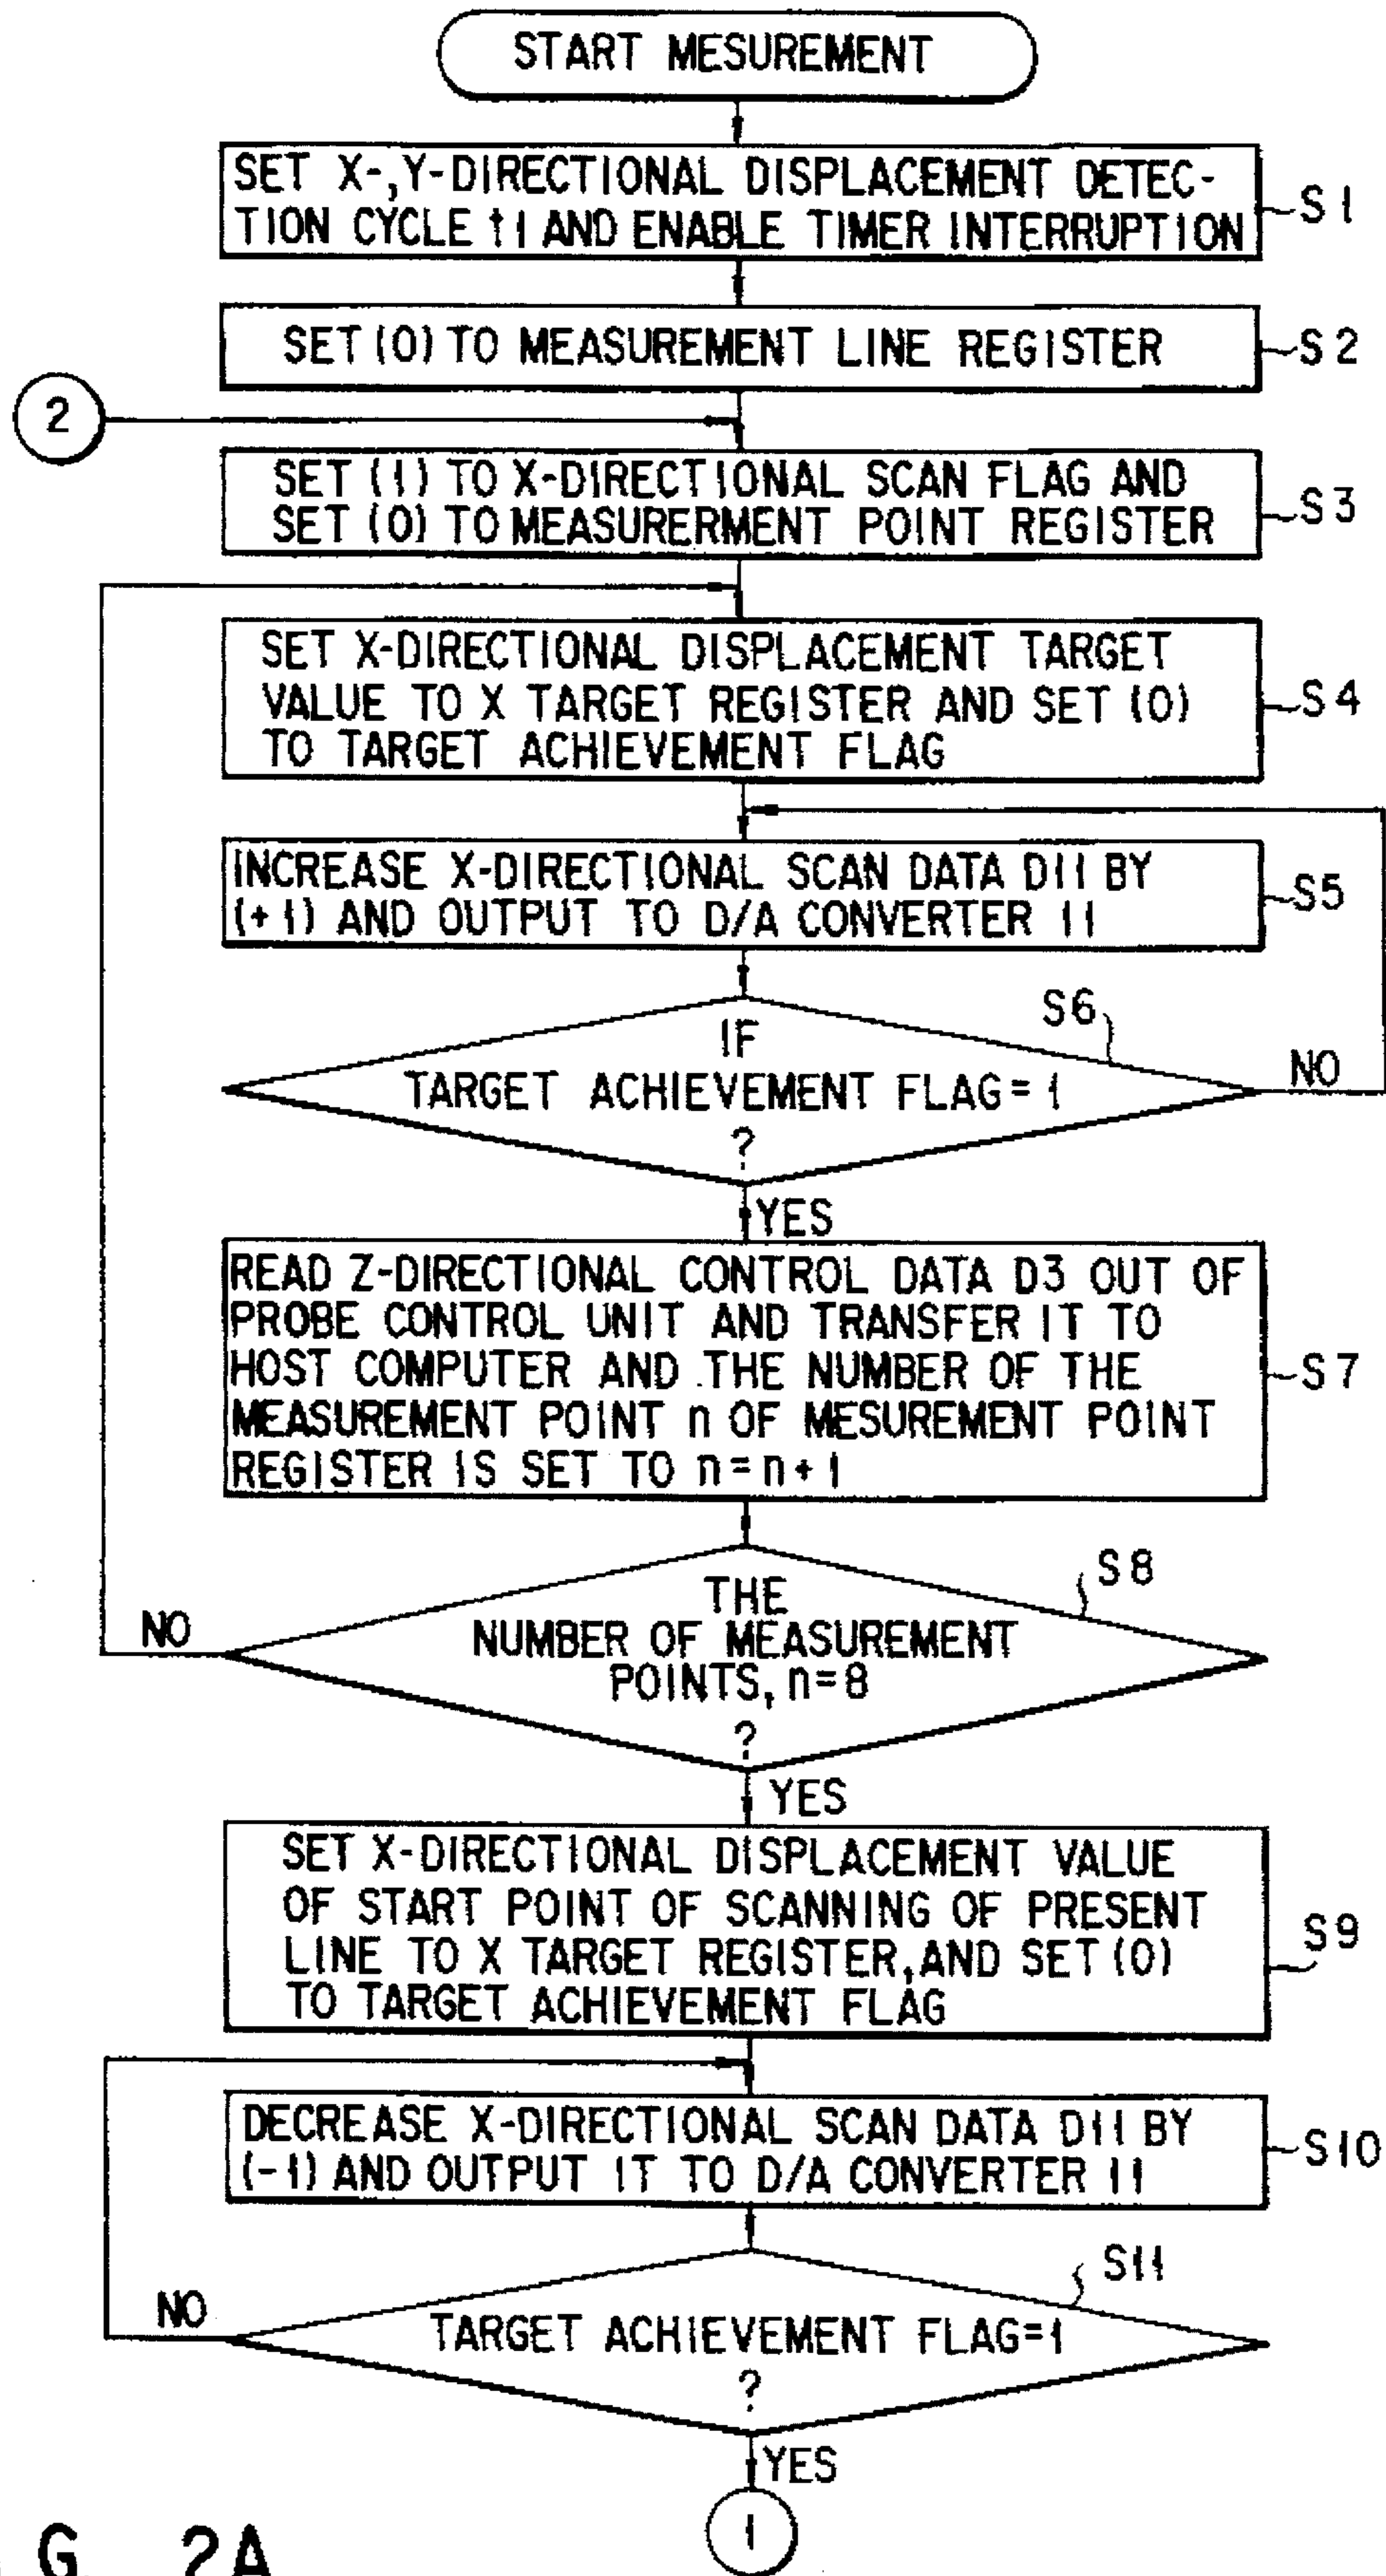 START MESUREMENT
SET X-,Y-DIRECTIONAL DISPLACEMENT DETEC-
TION CYCLE t1 AND ENABLE TIMER INTERRUPTION
S1
SET (0) TO MEASUREMENT LINE REGISTER
S2
2
SET (1) TO X-DIRECTIONAL SCAN FLAG AND
SET (0) TO MEASURERMENT POINT REGISTER
S3
SET X-DIRECTIONAL DISPLACEMENT TARGET
VALUE TO X TARGET REGISTER AND SET (0)
TO TARGET ACHIEVEMENT FLAG
S4
INCREASE X-DIRECTIONAL SCAN DATA D11 BY
(+1) AND OUTPUT TO D/A CONVERTER 11
S5
S6
IF
TARGET ACHIEVEMENT FLAG=1
?
NO
YES
READ Z-DIRECTIONAL CONTROL DATA D3 OUT OF
PROBE CONTROL UNIT AND TRANSFER IT TO
HOST COMPUTER AND THE NUMBER OF THE
MEASUREMENT POINT n OF MESUREMENT POINT
REGISTER IS SET TO n=n+1
S7
S8
THE
NUMBER OF MEASUREMENT
POINTS, n=8
?
NO
YES
SET X-DIRECTIONAL DISPLACEMENT VALUE
OF START POINT OF SCANNING OF PRESENT
LINE TO X TARGET REGISTER,AND SET (0)
TO TARGET ACHIEVEMENT FLAG
S9
DECREASE X-DIRECTIONAL SCAN DATA D11 BY
(-1) AND OUTPUT IT TO D/A CONVERTER 11
S10
S11
TARGET ACHIEVEMENT FLAG=1
?
NO
YES
1
G. 2A